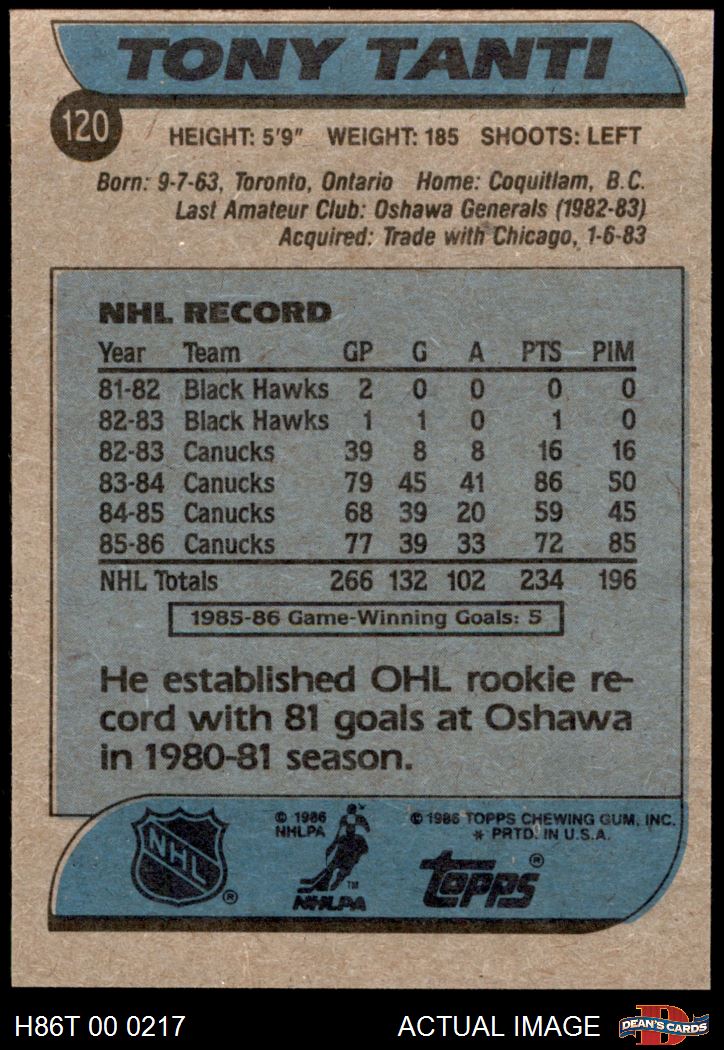 TONY TANTI
120
HEIGHT: 5'9" WEIGHT: 185 SHOOTS: LEFT
Born: 9-7-63, Toronto, Ontario Home: Coquitlam, B.C.
Last Amateur Club: Oshawa Generals (1982-83)
Acquired: Trade with Chicago, 1-6-83
NHL RECORD
Year Team GP G A PTS PIM
81-82 Black Hawks 2 0 0 0 0
82-83 Black Hawks 1 1 0 1 0
82-83 Canucks 39 8 8 16 16
83-84 Canucks 79 45 41 86 50
84-85 Canucks 68 39 20 59 45
85-86 Canucks 77 39 33 72 85
NHL Totals 266 132 102 234 196
1985-86 Game-Winning Goals: 5
He established OHL rookie re-
cord with 81 goals at Oshawa
in 1980-81 season.
© 1986 © 1986 TOPPS CHEWING GUM, INC.
NHLPA * PRTD. IN U.S.A.
NHL ® TM NHLPA topps ®
H86T 00 0217 ACTUAL IMAGE D DEAN'S CARDS